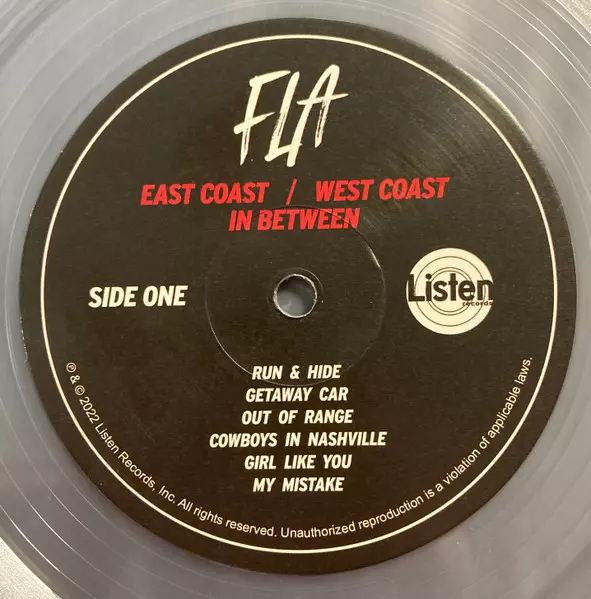 FLA
EAST COAST / WEST COAST
IN BETWEEN
SIDE ONE
Listen
records
RUN & HIDE
GETAWAY CAR
OUT OF RANGE
COWBOYS IN NASHVILLE
GIRL LIKE YOU
MY MISTAKE
℗ & © 2022 Listen Records, Inc. All rights reserved. Unauthorized reproduction is a violation of applicable laws.